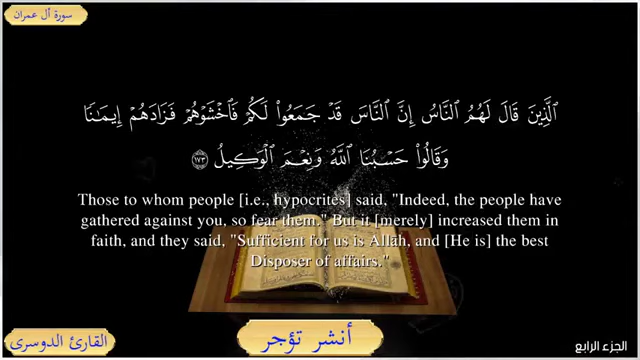 سورة آل عمران
ٱلَّذِينَ قَالَ لَهُمُ ٱلنَّاسُ إِنَّ ٱلنَّاسَ قَدۡ جَمَعُواْ لَكُمۡ فَٱخۡشَوۡهُمۡ فَزَادَهُمۡ إِيمَٰنٗا
وَقَالُواْ حَسۡبُنَا ٱللَّهُ وَنِعۡمَ ٱلۡوَكِيلُ ١٧٣
Those to whom people [i.e., hypocrites] said, "Indeed, the people have
gathered against you, so fear them." But it [merely] increased them in
faith, and they said, "Sufficient for us is Allāh, and [He is] the best
Disposer of affairs."
القارئ الدوسرى
أنشر تؤجر
الجزء الرابع